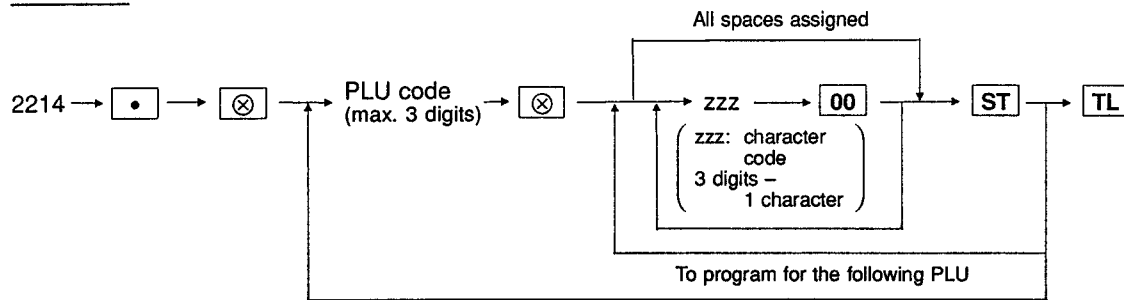 All spaces assigned
2214 • ⊗ PLU code ⊗ zzz 00 ST TL
(max. 3 digits)
zzz: character
code
3 digits –
1 character
To program for the following PLU